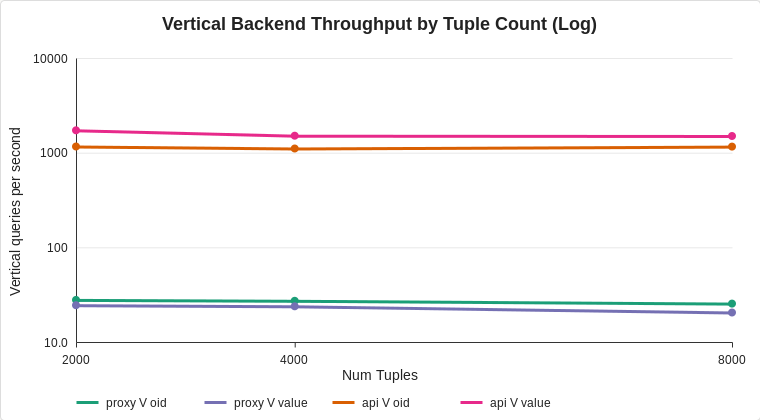 Vertical Backend Throughput by Tuple Count (Log)
Vertical queries per second
10000
1000
100
10.0
2000 4000 8000
Num Tuples
proxy V oid proxy V value api V oid api V value